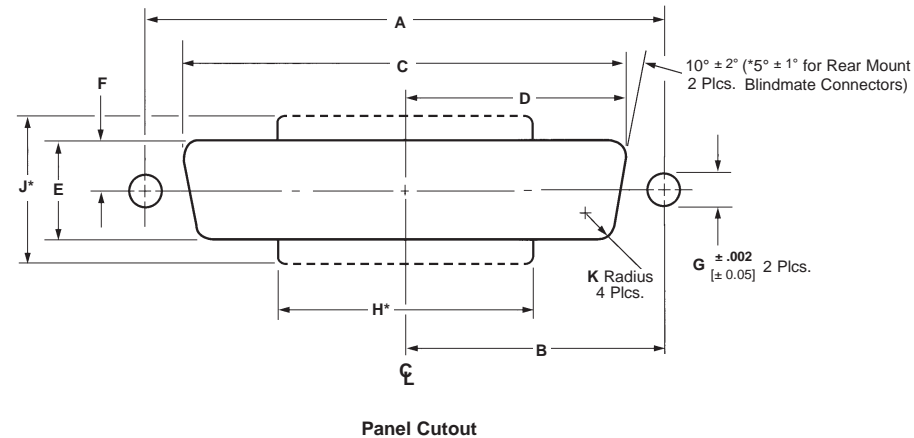 A
C
F
10° ± 2° (*5° ± 1° for Rear Mount
2 Plcs. Blindmate Connectors)
D
J*
E
G ± .002 [± 0.05] 2 Plcs.
K Radius
4 Plcs.
H*
B
℄
Panel Cutout